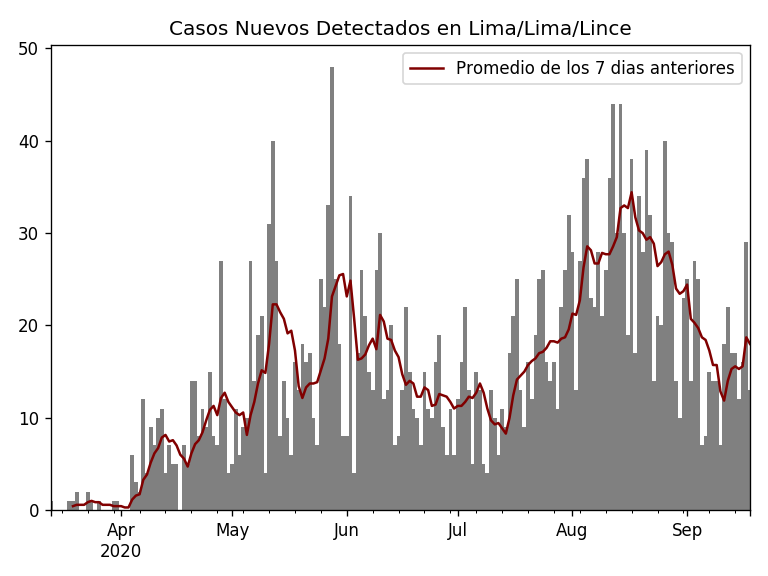 Casos Nuevos Detectados en Lima/Lima/Lince
Promedio de los 7 dias anteriores
50
40
30
20
10
0
Apr May Jun Jul Aug Sep
2020